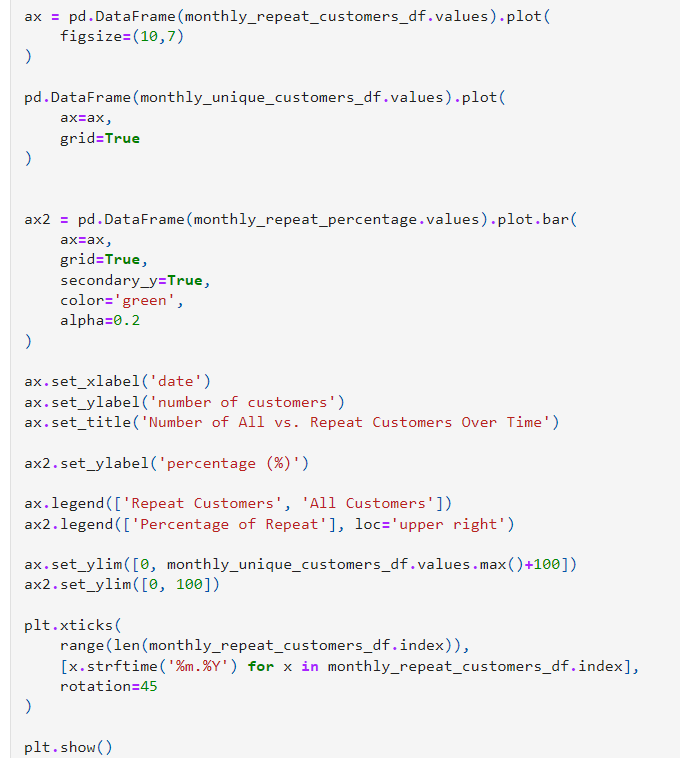 ax = pd.DataFrame(monthly_repeat_customers_df.values).plot(
    figsize=(10,7)
)

pd.DataFrame(monthly_unique_customers_df.values).plot(
    ax=ax,
    grid=True
)


ax2 = pd.DataFrame(monthly_repeat_percentage.values).plot.bar(
    ax=ax,
    grid=True,
    secondary_y=True,
    color='green',
    alpha=0.2
)

ax.set_xlabel('date')
ax.set_ylabel('number of customers')
ax.set_title('Number of All vs. Repeat Customers Over Time')

ax2.set_ylabel('percentage (%)')

ax.legend(['Repeat Customers', 'All Customers'])
ax2.legend(['Percentage of Repeat'], loc='upper right')

ax.set_ylim([0, monthly_unique_customers_df.values.max()+100])
ax2.set_ylim([0, 100])

plt.xticks(
    range(len(monthly_repeat_customers_df.index)),
    [x.strftime('%m.%Y') for x in monthly_repeat_customers_df.index],
    rotation=45
)

plt.show()